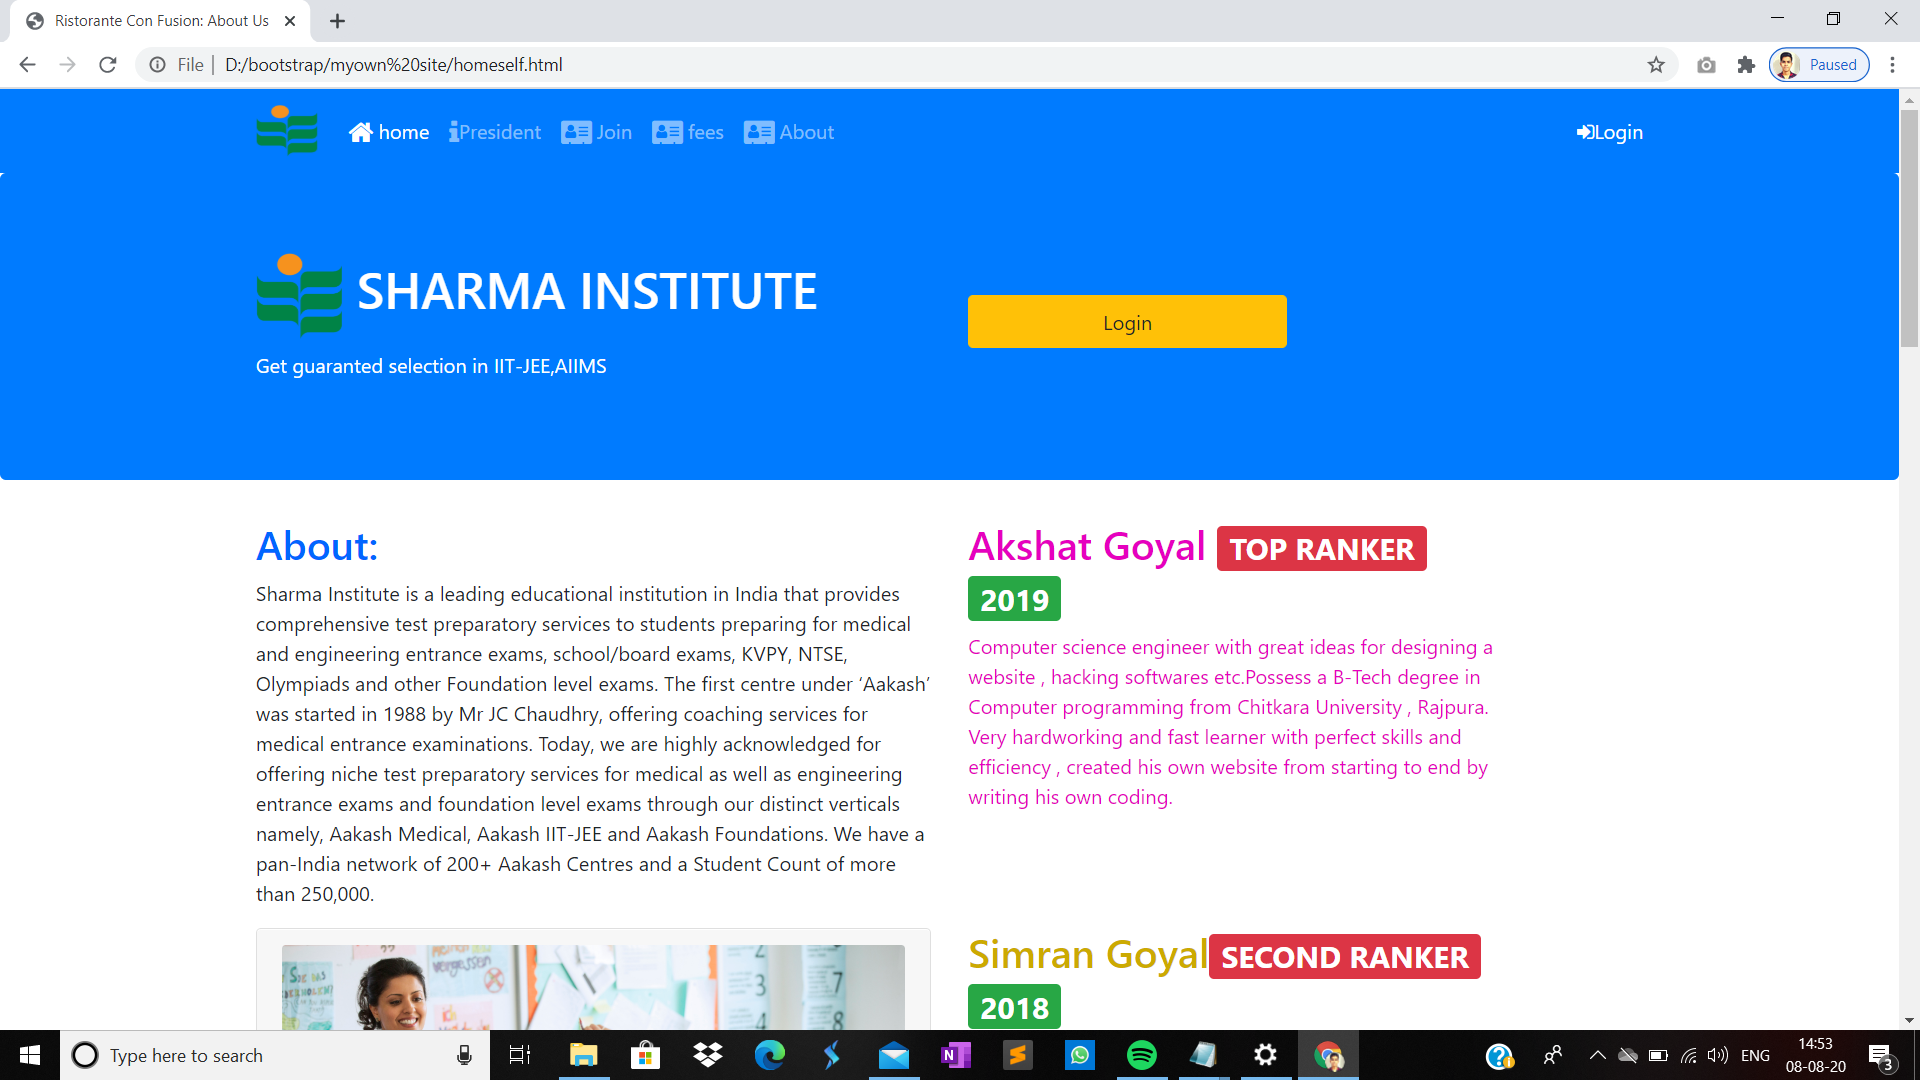 Ristorante Con Fusion: About Us
File
D:/bootstrap/myown%20site/homeself.html
Paused
home President Join fees About
Login
SHARMA INSTITUTE
Get guaranted selection in IIT-JEE,AIIMS
Login
About:
Sharma Institute is a leading educational institution in India that provides
comprehensive test preparatory services to students preparing for medical
and engineering entrance exams, school/board exams, KVPY, NTSE,
Olympiads and other Foundation level exams. The first centre under ‘Aakash’
was started in 1988 by Mr JC Chaudhry, offering coaching services for
medical entrance examinations. Today, we are highly acknowledged for
offering niche test preparatory services for medical as well as engineering
entrance exams and foundation level exams through our distinct verticals
namely, Aakash Medical, Aakash IIT-JEE and Aakash Foundations. We have a
pan-India network of 200+ Aakash Centres and a Student Count of more
than 250,000.
Akshat Goyal TOP RANKER
2019
Computer science engineer with great ideas for designing a
website , hacking softwares etc.Possess a B-Tech degree in
Computer programming from Chitkara University , Rajpura.
Very hardworking and fast learner with perfect skills and
efficiency , created his own website from starting to end by
writing his own coding.
vergessen
2
3
4
7
8
Simran Goyal SECOND RANKER
2018
Type here to search
N
S
ENG
14:53
08-08-20
3